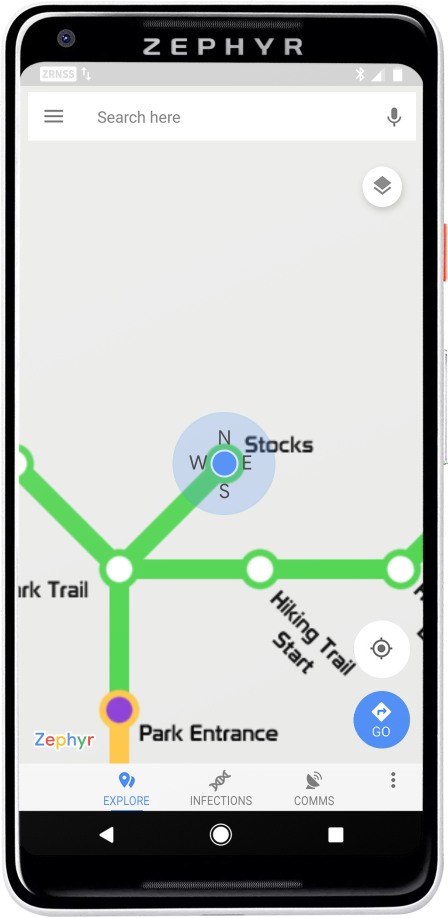 ZEPHYR
ZRNSS
Search here
N
Stocks
W E
S
rk Trail
Hiking Trail
Start
Park Entrance
Zephyr
GO
EXPLORE INFECTIONS COMMS